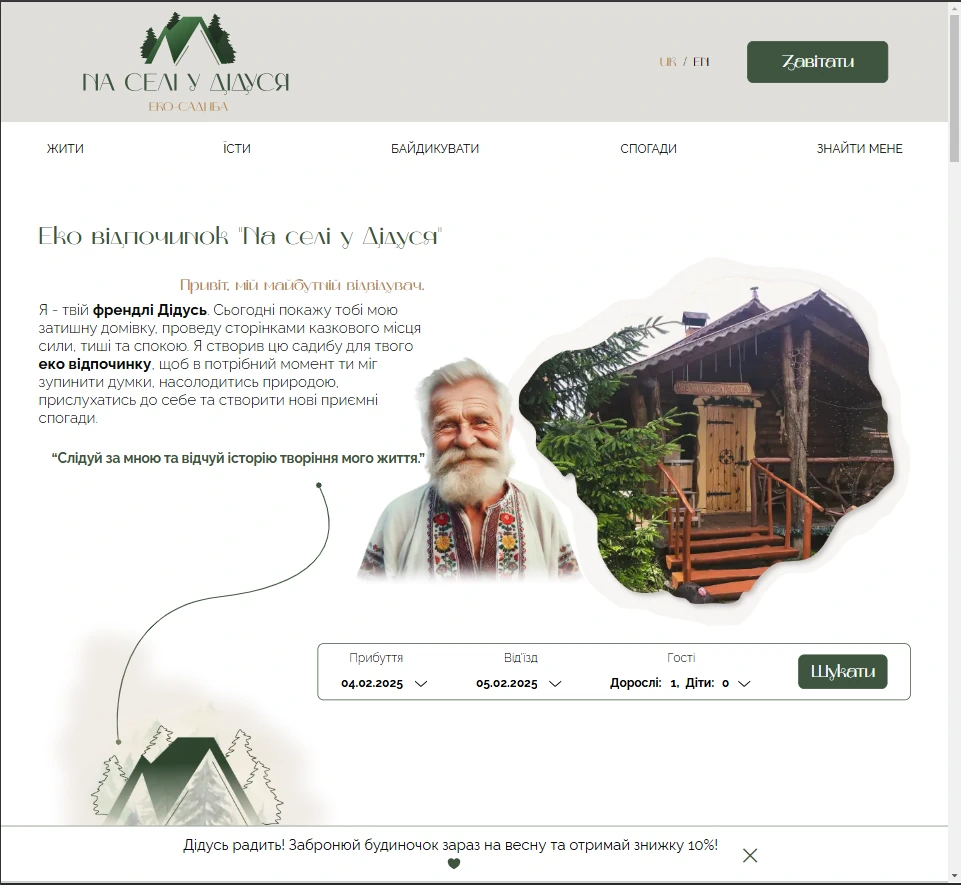 НА СЕЛІ У ДІДУСЯ
ЕКО-САДИБА
UK / EN
Завітати
ЖИТИ
ЇСТИ
БАЙДИКУВАТИ
СПОГАДИ
ЗНАЙТИ МЕНЕ
Еко відпочинок "На селі у Дідуся"
Привіт, мій майбутній відвідувач.
Я - твій френдлі Дідусь. Сьогодні покажу тобі мою
затишну домівку, проведу сторінками казкового місця
сили, тиші та спокою. Я створив цю садибу для твого
еко відпочинку, щоб в потрібний момент ти міг
зупинити думки, насолодитись природою,
прислухатись до себе та створити нові приємні
спогади.
“Слідуй за мною та відчуй історію творіння мого життя.”
Прибуття
Від'їзд
Гості
04.02.2025
05.02.2025
Дорослі: 1, Діти: 0
Шукати
Дідусь радить! Забронюй будиночок зараз на весну та отримай знижку 10%!